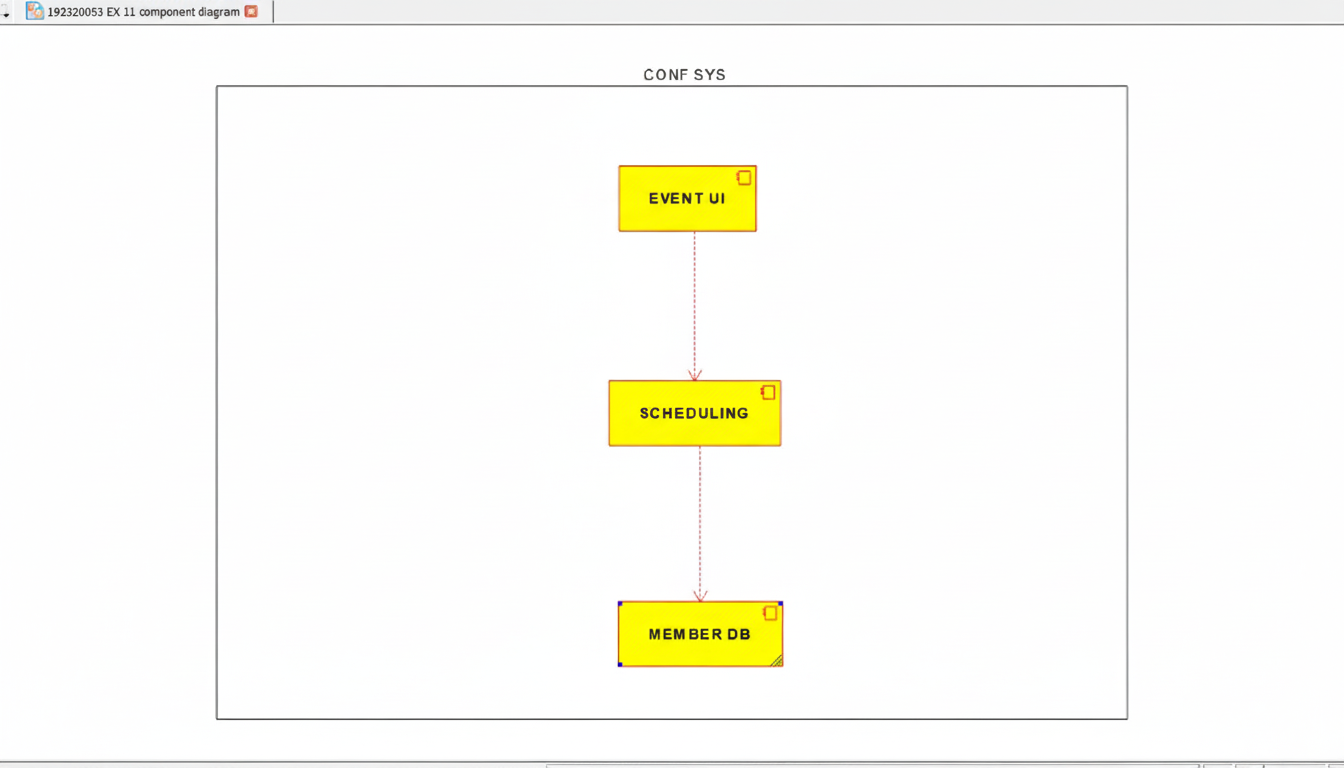 192320053 EX 11 component diagram
CONF SYS
EVENT UI
SCHEDULING
MEMBER DB